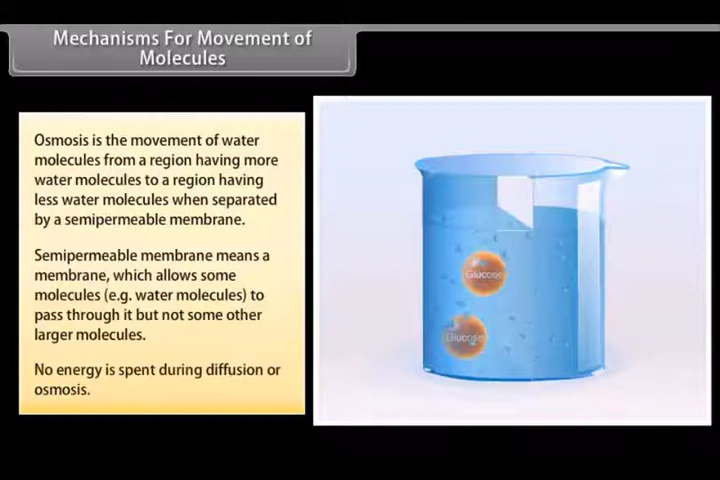 Mechanisms For Movement of
Molecules
Osmosis is the movement of water
molecules from a region having more
water molecules to a region having
less water molecules when separated
by a semipermeable membrane.
Semipermeable membrane means a
membrane, which allows some
molecules (e.g. water molecules) to
pass through it but not some other
larger molecules.
No energy is spent during diffusion or
osmosis.
Glucose
Glucose